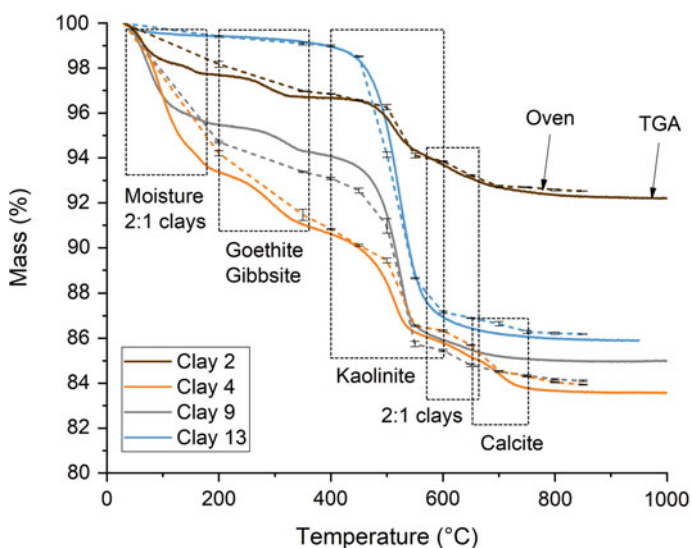 100
98
96
94
92
90
88
86
84
82
80
Mass (%)
0
200
400
600
800
1000
Temperature (°C)
Oven
TGA
Moisture
2:1 clays
Goethite
Gibbsite
Kaolinite
2:1 clays
Calcite
Clay 2
Clay 4
Clay 9
Clay 13